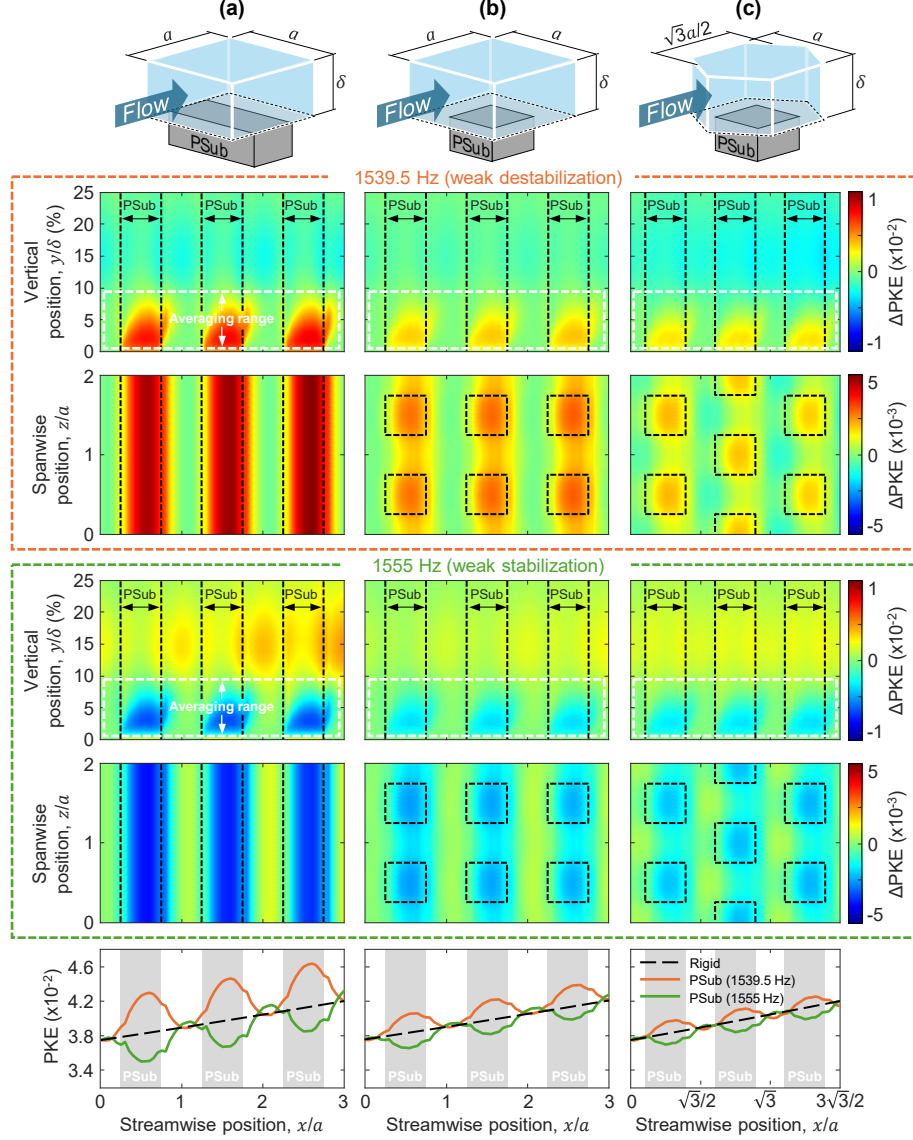 (a) (b) (c)
a a a a √3a/2 a
δ δ δ
Flow Flow Flow
PSub PSub PSub
1539.5 Hz (weak destabilization)
PSub PSub PSub PSub PSub PSub PSub PSub PSub
Averaging range
Vertical
position, y/δ (%)
25
20
15
10
5
0
1
0
-1
ΔPKE (x10⁻²)
Spanwise
position, z/a
2
1
0
5
0
-5
ΔPKE (x10⁻³)
1555 Hz (weak stabilization)
PSub PSub PSub PSub PSub PSub PSub PSub PSub
Averaging range
Vertical
position, y/δ (%)
25
20
15
10
5
0
1
0
-1
ΔPKE (x10⁻²)
Spanwise
position, z/a
2
1
0
5
0
-5
ΔPKE (x10⁻³)
PKE (x10⁻²)
4.6
4.2
3.8
3.4
Rigid
PSub (1539.5 Hz)
PSub (1555 Hz)
PSub PSub PSub PSub PSub PSub PSub PSub PSub
0 1 2 3 0 1 2 3 0 √3/2 √3 3√3/2
Streamwise position, x/a Streamwise position, x/a Streamwise position, x/a